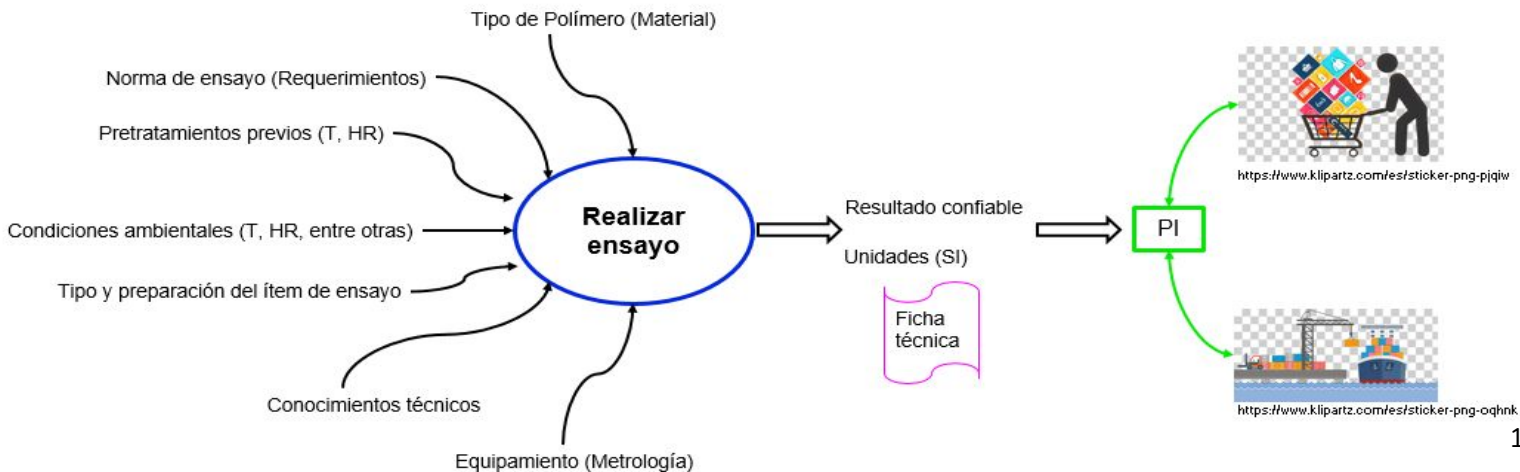 Tipo de Polímero (Material)
Norma de ensayo (Requerimientos)
Pretratamientos previos (T, HR)
Condiciones ambientales (T, HR, entre otras)
Tipo y preparación del ítem de ensayo
Conocimientos técnicos
Equipamiento (Metrología)
Realizar
ensayo
Resultado confiable
Unidades (SI)
Ficha
técnica
PI
https://www.klipartz.com/es/sticker-png-pjqiw
https://www.klipartz.com/es/sticker-png-oqhnk
1